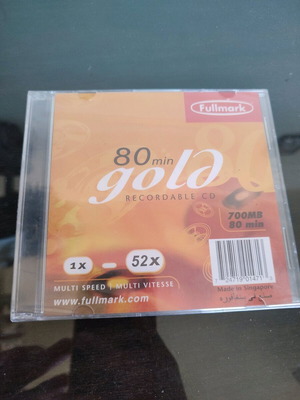 Fullmark
80 min
gold
RECORDABLE CD
700MB
80 min
1x - 52x
MULTI SPEED | MULTI VITESSE
www.fullmark.com
Made in Singapore